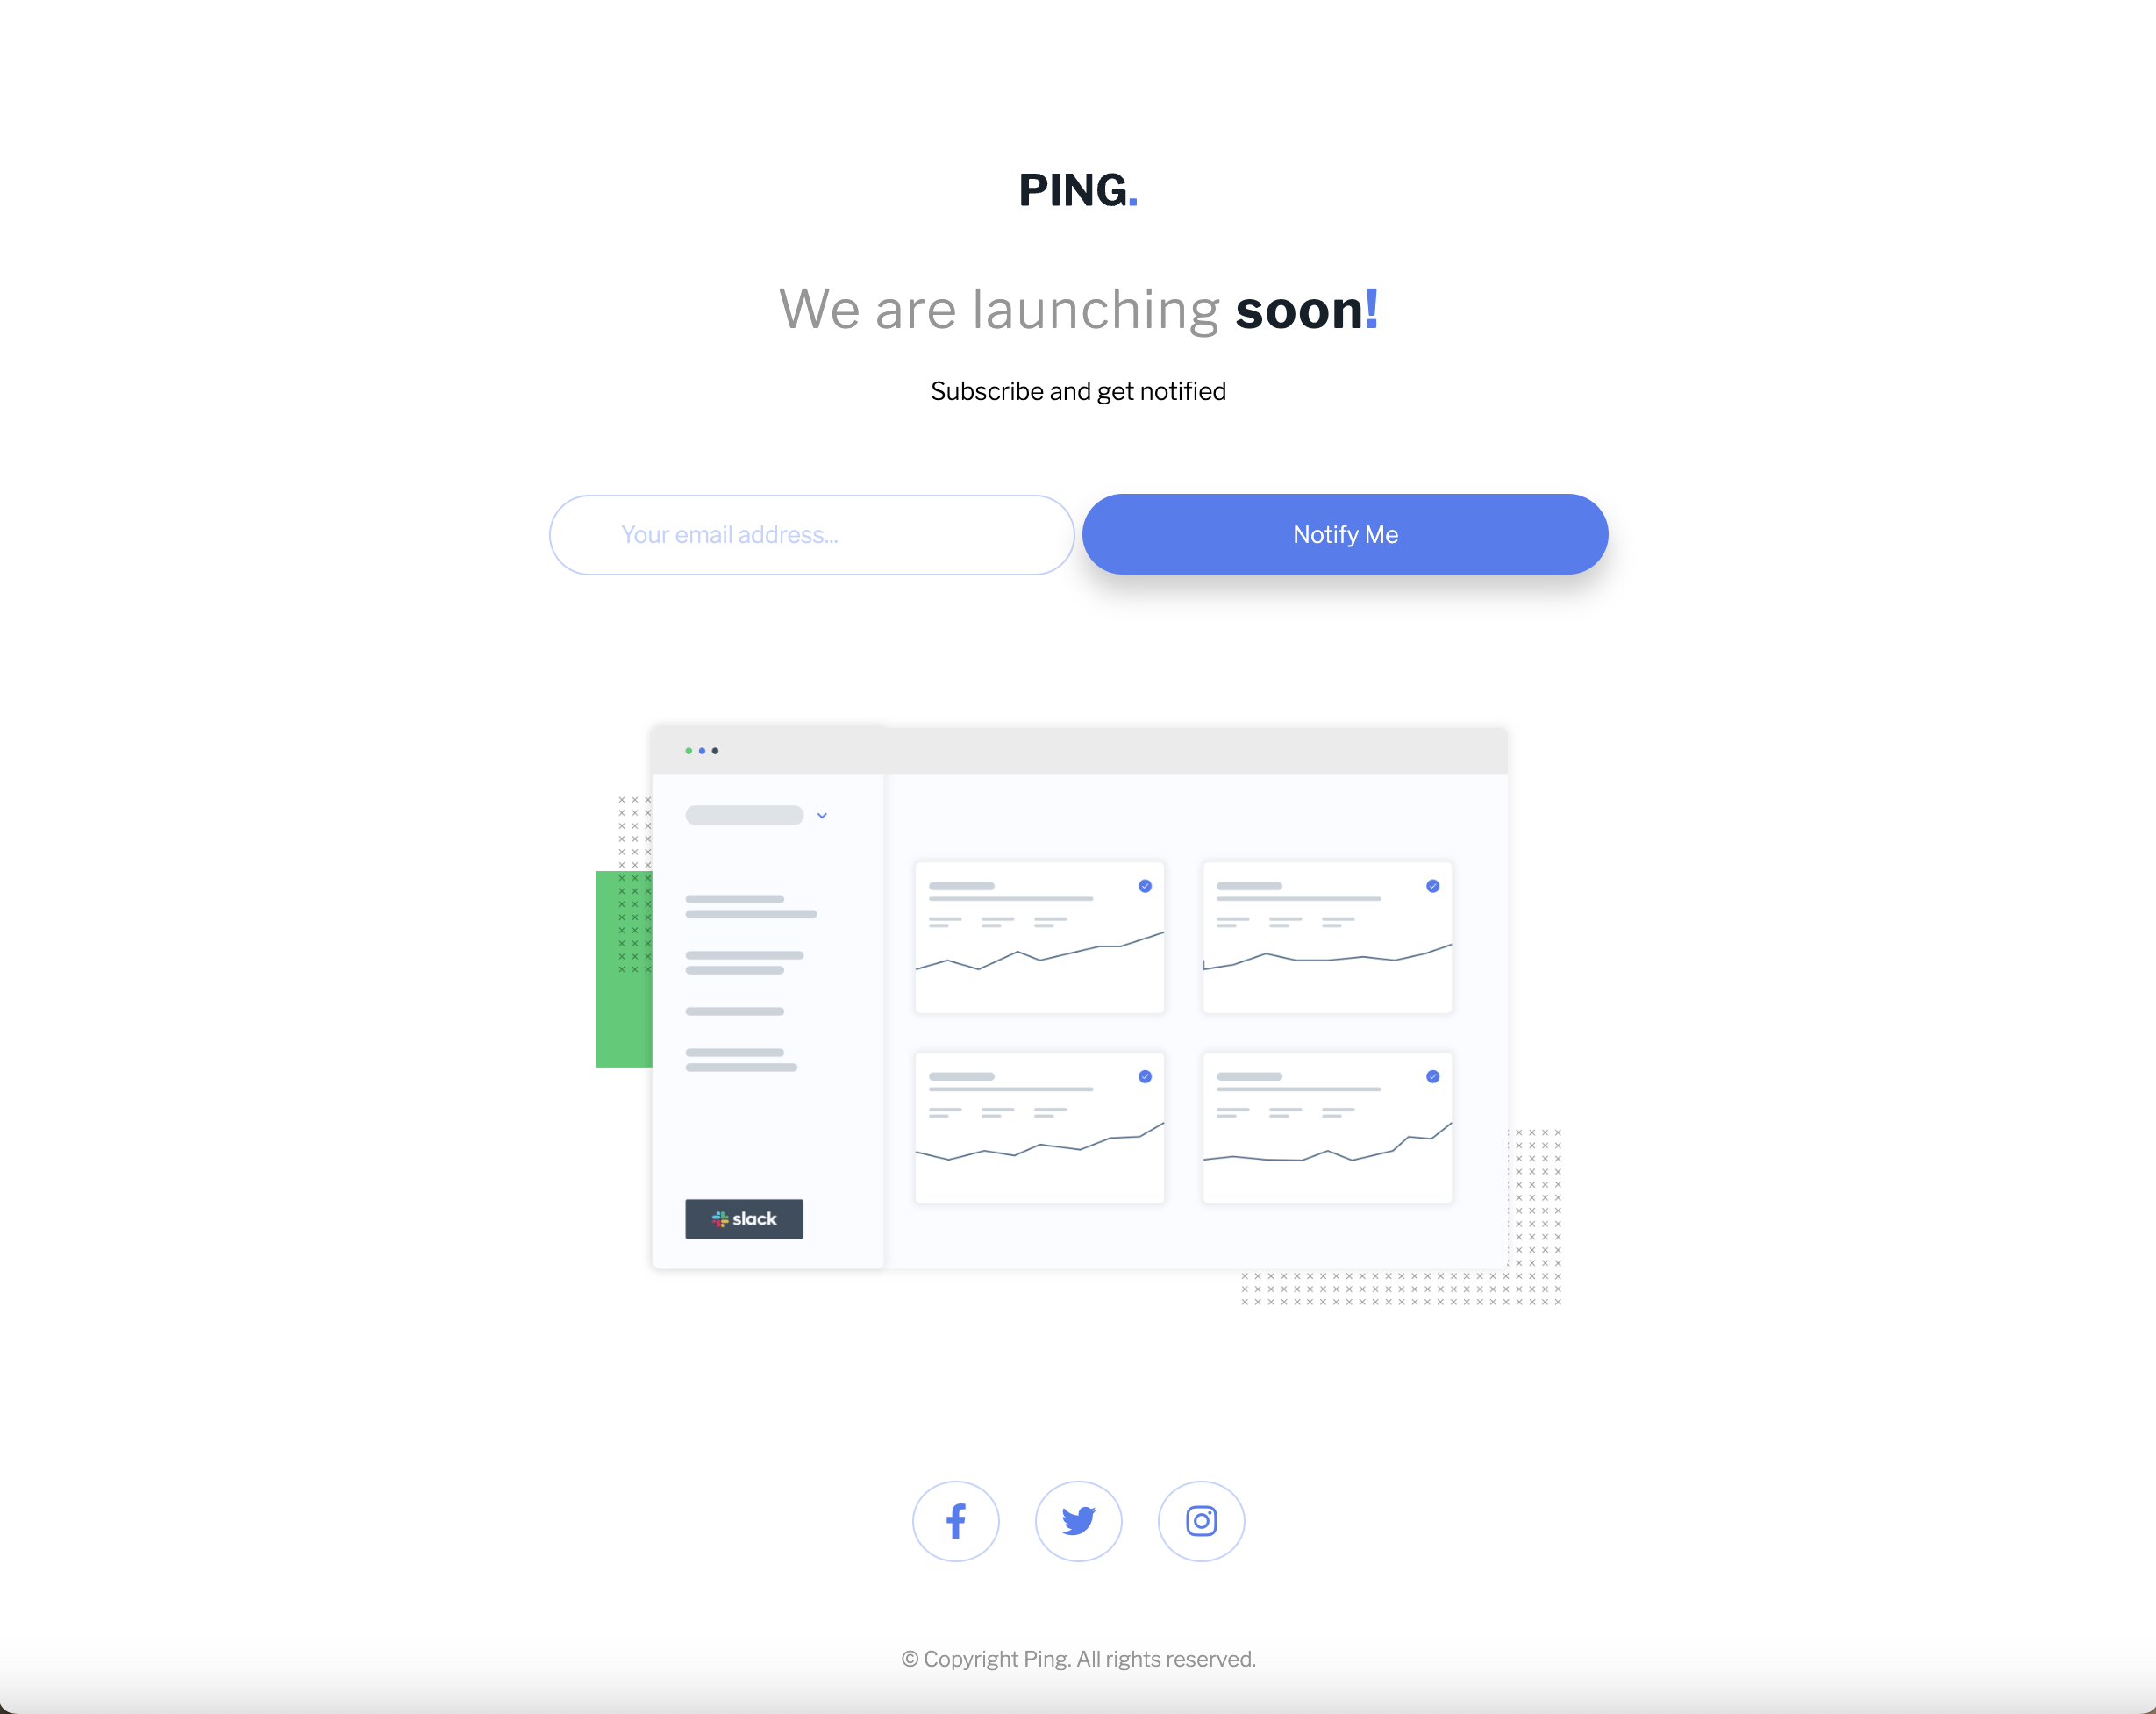 PING.
We are launching soon!
Subscribe and get notified
Your email address...
Notify Me
slack
© Copyright Ping. All rights reserved.